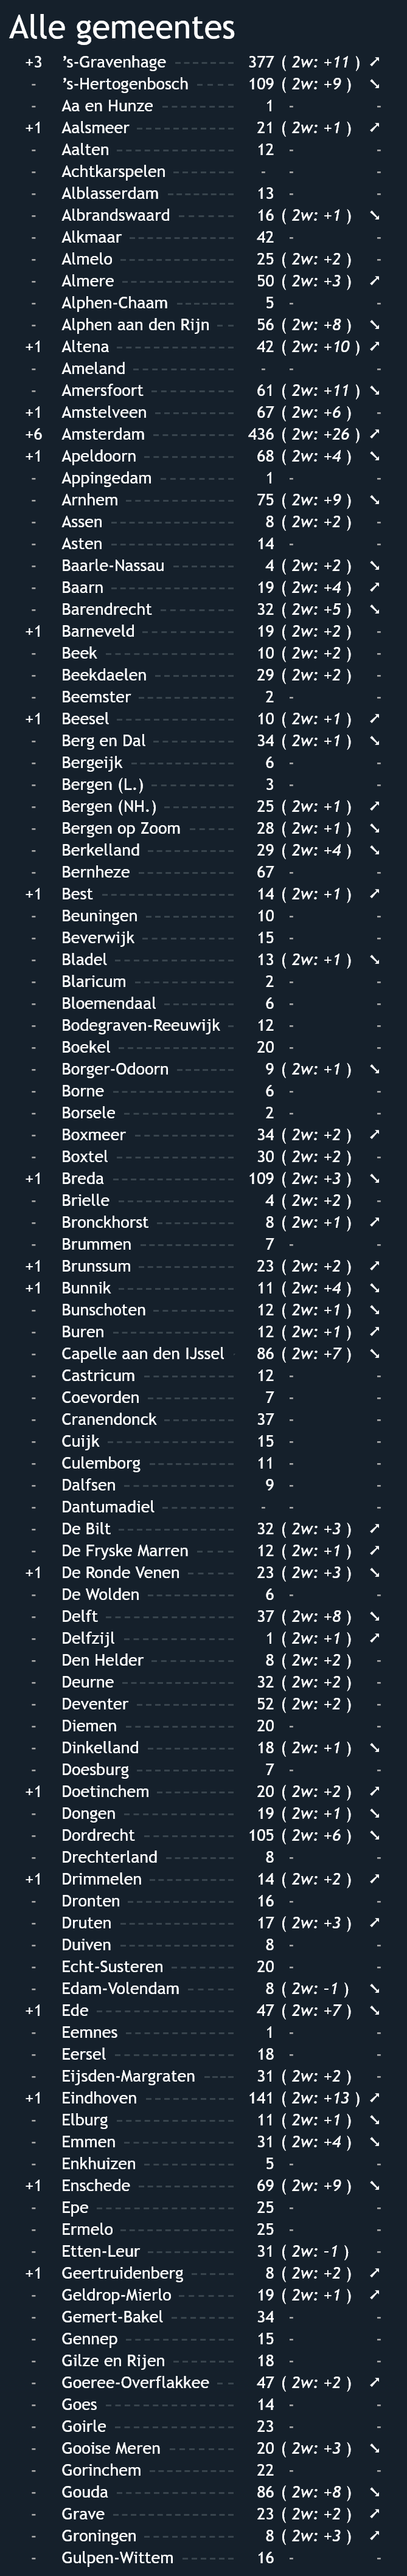 Alle gemeentes
+3 ’s-Gravenhage 377 ( 2w: +11 ) ➚
- ’s-Hertogenbosch 109 ( 2w: +9 ) ➘
- Aa en Hunze 1 - -
+1 Aalsmeer 21 ( 2w: +1 ) ➚
- Aalten 12 - -
- Achtkarspelen - - -
- Alblasserdam 13 - -
- Albrandswaard 16 ( 2w: +1 ) ➘
- Alkmaar 42 - -
- Almelo 25 ( 2w: +2 ) -
- Almere 50 ( 2w: +3 ) ➚
- Alphen-Chaam 5 - -
- Alphen aan den Rijn 56 ( 2w: +8 ) ➘
+1 Altena 42 ( 2w: +10 ) ➚
- Ameland - - -
- Amersfoort 61 ( 2w: +11 ) ➘
+1 Amstelveen 67 ( 2w: +6 ) -
+6 Amsterdam 436 ( 2w: +26 ) ➚
+1 Apeldoorn 68 ( 2w: +4 ) ➘
- Appingedam 1 - -
- Arnhem 75 ( 2w: +9 ) ➘
- Assen 8 ( 2w: +2 ) -
- Asten 14 - -
- Baarle-Nassau 4 ( 2w: +2 ) ➘
- Baarn 19 ( 2w: +4 ) ➚
- Barendrecht 32 ( 2w: +5 ) ➘
+1 Barneveld 19 ( 2w: +2 ) -
- Beek 10 ( 2w: +2 ) -
- Beekdaelen 29 ( 2w: +2 ) -
- Beemster 2 - -
+1 Beesel 10 ( 2w: +1 ) ➚
- Berg en Dal 34 ( 2w: +1 ) ➘
- Bergeijk 6 - -
- Bergen (L.) 3 - -
- Bergen (NH.) 25 ( 2w: +1 ) ➚
- Bergen op Zoom 28 ( 2w: +1 ) ➘
- Berkelland 29 ( 2w: +4 ) ➘
- Bernheze 67 - -
+1 Best 14 ( 2w: +1 ) ➚
- Beuningen 10 - -
- Beverwijk 15 - -
- Bladel 13 ( 2w: +1 ) ➘
- Blaricum 2 - -
- Bloemendaal 6 - -
- Bodegraven-Reeuwijk 12 - -
- Boekel 20 - -
- Borger-Odoorn 9 ( 2w: +1 ) ➘
- Borne 6 - -
- Borsele 2 - -
- Boxmeer 34 ( 2w: +2 ) ➚
- Boxtel 30 ( 2w: +2 ) -
+1 Breda 109 ( 2w: +3 ) ➘
- Brielle 4 ( 2w: +2 ) -
- Bronckhorst 8 ( 2w: +1 ) ➚
- Brummen 7 - -
+1 Brunssum 23 ( 2w: +2 ) ➚
+1 Bunnik 11 ( 2w: +4 ) ➘
- Bunschoten 12 ( 2w: +1 ) ➘
- Buren 12 ( 2w: +1 ) ➚
- Capelle aan den IJssel 86 ( 2w: +7 ) ➘
- Castricum 12 - -
- Coevorden 7 - -
- Cranendonck 37 - -
- Cuijk 15 - -
- Culemborg 11 - -
- Dalfsen 9 - -
- Dantumadiel - - -
- De Bilt 32 ( 2w: +3 ) ➚
- De Fryske Marren 12 ( 2w: +1 ) ➚
+1 De Ronde Venen 23 ( 2w: +3 ) ➘
- De Wolden 6 - -
- Delft 37 ( 2w: +8 ) ➘
- Delfzijl 1 ( 2w: +1 ) ➚
- Den Helder 8 ( 2w: +2 ) -
- Deurne 32 ( 2w: +2 ) -
- Deventer 52 ( 2w: +2 ) -
- Diemen 20 - -
- Dinkelland 18 ( 2w: +1 ) ➘
- Doesburg 7 - -
+1 Doetinchem 20 ( 2w: +2 ) ➚
- Dongen 19 ( 2w: +1 ) ➘
- Dordrecht 105 ( 2w: +6 ) ➘
- Drechterland 8 - -
+1 Drimmelen 14 ( 2w: +2 ) ➚
- Dronten 16 - -
- Druten 17 ( 2w: +3 ) ➚
- Duiven 8 - -
- Echt-Susteren 20 - -
- Edam-Volendam 8 ( 2w: -1 ) ➘
+1 Ede 47 ( 2w: +7 ) ➘
- Eemnes 1 - -
- Eersel 18 - -
- Eijsden-Margraten 31 ( 2w: +2 ) -
+1 Eindhoven 141 ( 2w: +13 ) ➚
- Elburg 11 ( 2w: +1 ) ➘
- Emmen 31 ( 2w: +4 ) ➘
- Enkhuizen 5 - -
+1 Enschede 69 ( 2w: +9 ) ➘
- Epe 25 - -
- Ermelo 25 - -
- Etten-Leur 31 ( 2w: -1 ) -
+1 Geertruidenberg 8 ( 2w: +2 ) ➚
- Geldrop-Mierlo 19 ( 2w: +1 ) ➚
- Gemert-Bakel 34 - -
- Gennep 15 - -
- Gilze en Rijen 18 - -
- Goeree-Overflakkee 47 ( 2w: +2 ) ➚
- Goes 14 - -
- Goirle 23 - -
- Gooise Meren 20 ( 2w: +3 ) ➘
- Gorinchem 22 - -
- Gouda 86 ( 2w: +8 ) ➘
- Grave 23 ( 2w: +2 ) ➚
- Groningen 8 ( 2w: +3 ) ➚
- Gulpen-Wittem 16 - -